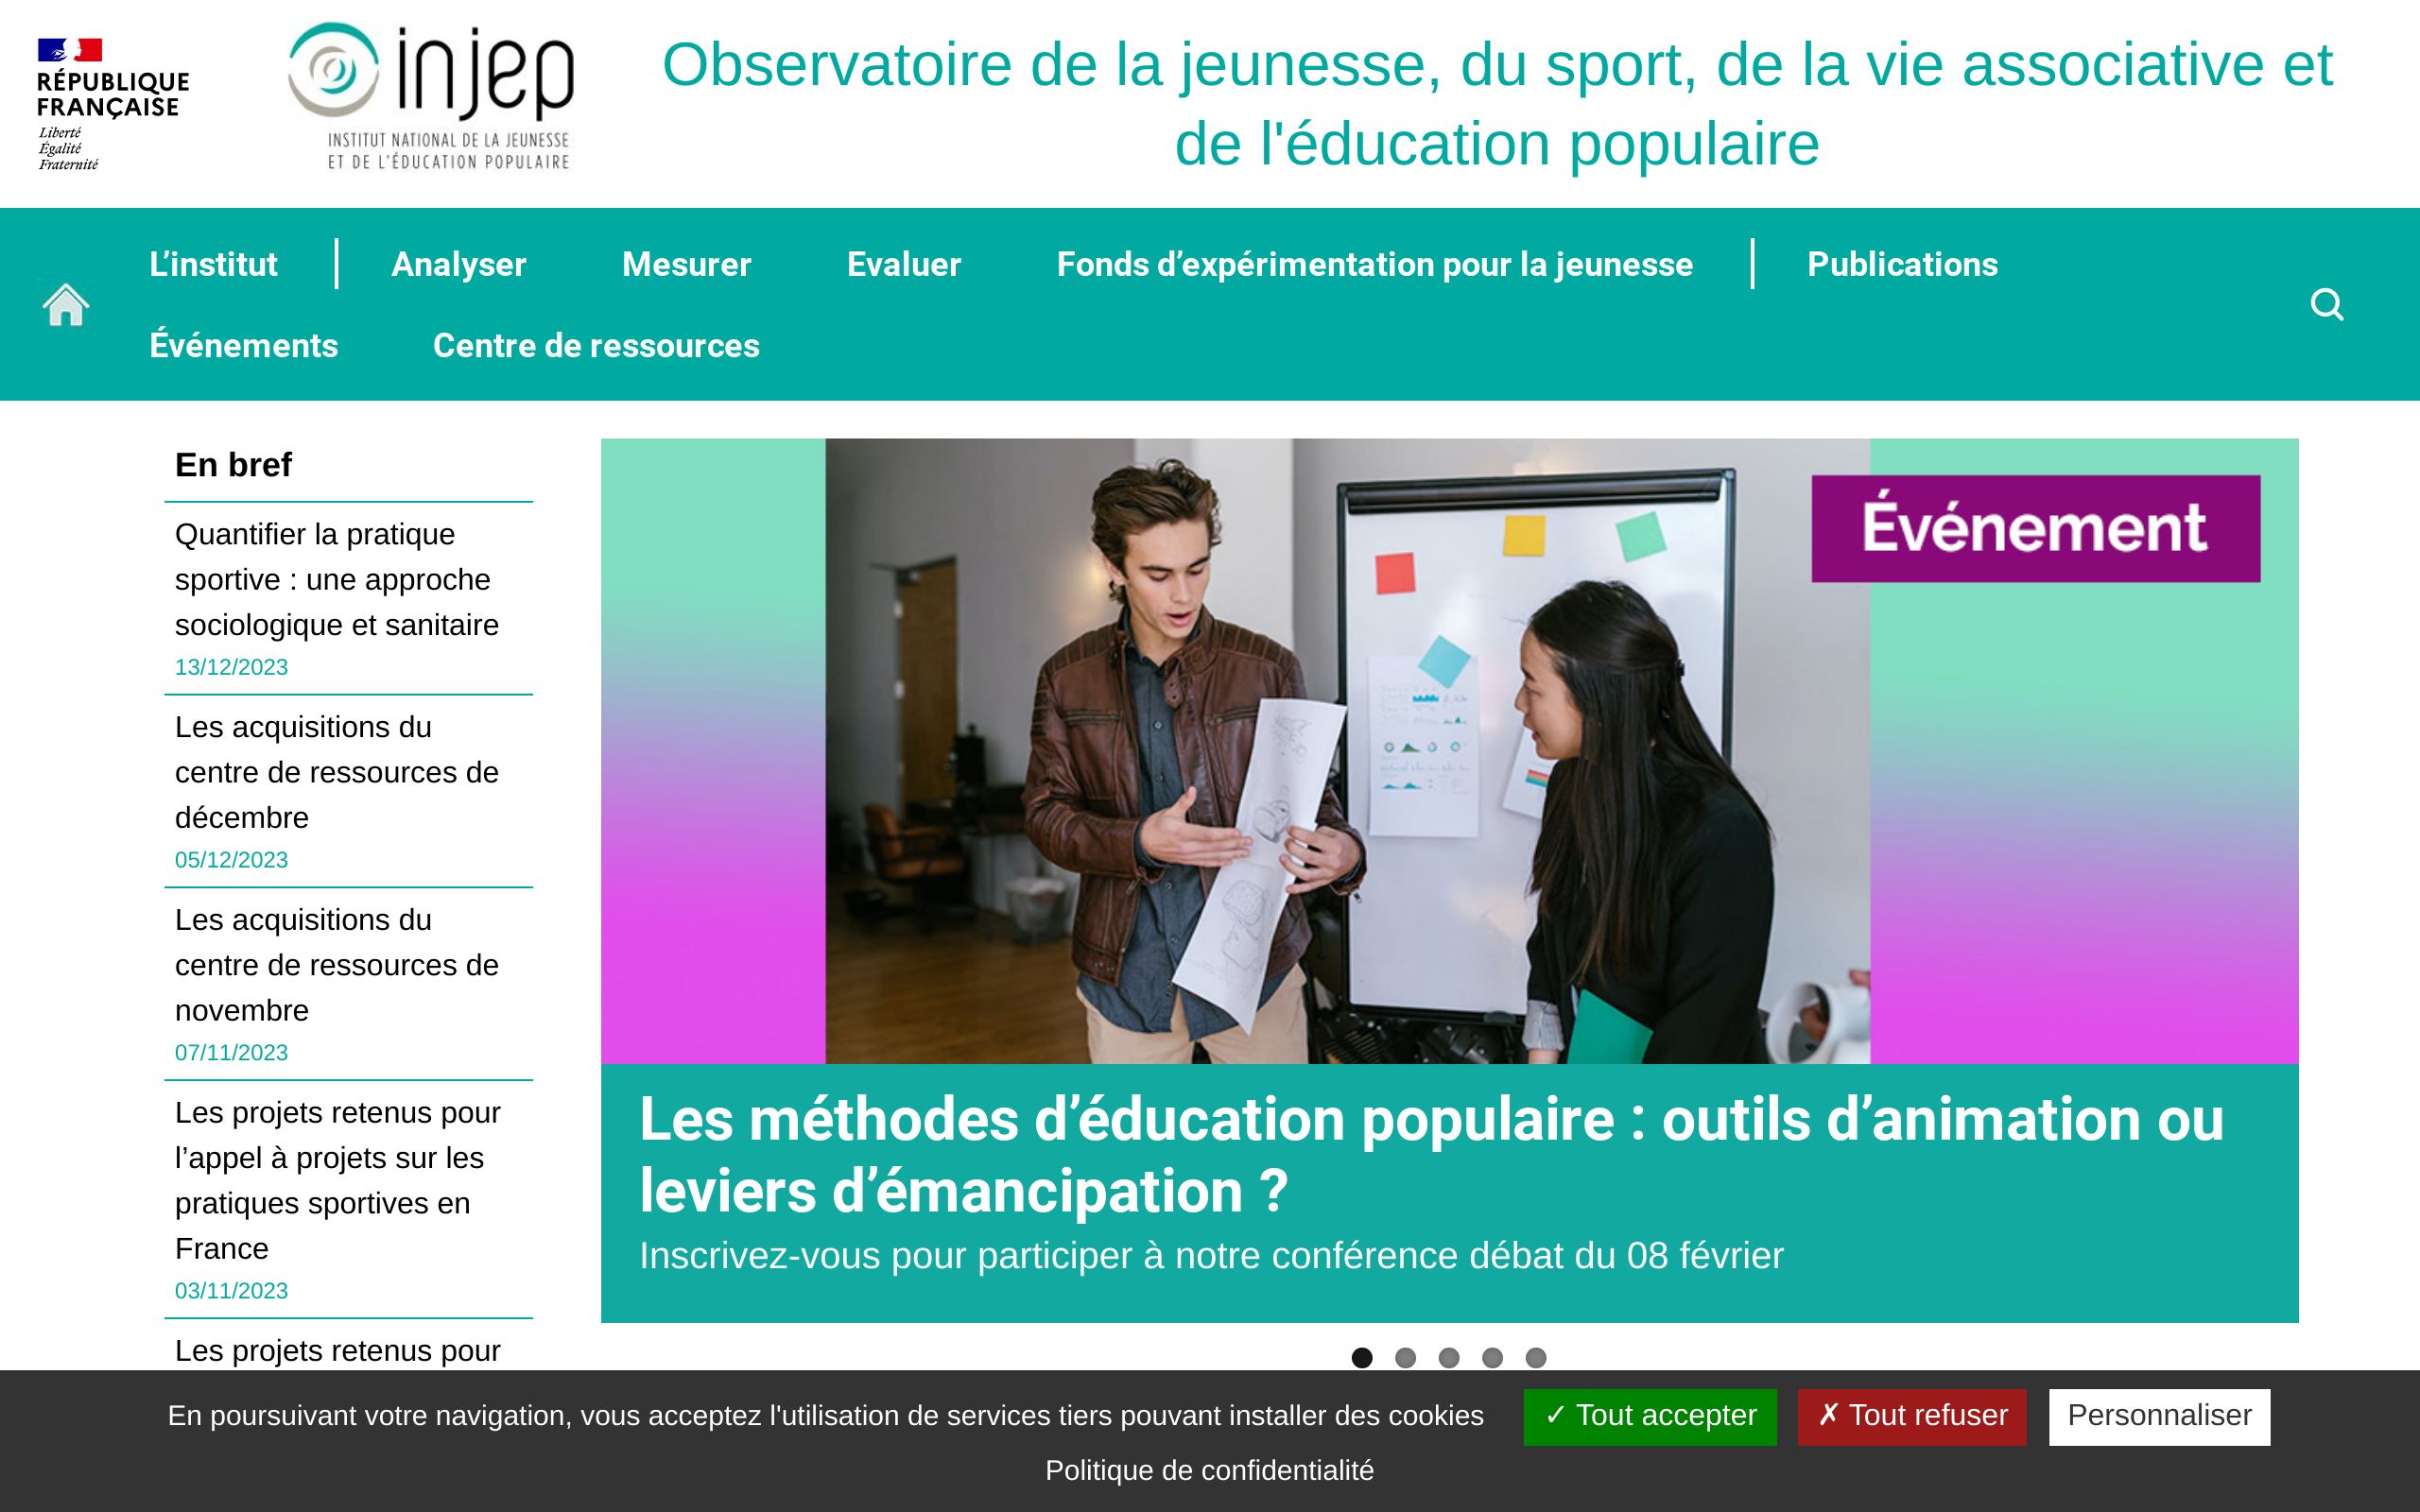 RÉPUBLIQUE
FRANÇAISE
Liberté
Égalité
Fraternité
injep
INSTITUT NATIONAL DE LA JEUNESSE
ET DE L'ÉDUCATION POPULAIRE
Observatoire de la jeunesse, du sport, de la vie associative et
de l'éducation populaire
L’institut
Analyser
Mesurer
Evaluer
Fonds d’expérimentation pour la jeunesse
Publications
Événements
Centre de ressources
En bref
Quantifier la pratique
sportive : une approche
sociologique et sanitaire
13/12/2023
Les acquisitions du
centre de ressources de
décembre
05/12/2023
Les acquisitions du
centre de ressources de
novembre
07/11/2023
Les projets retenus pour
l’appel à projets sur les
pratiques sportives en
France
03/11/2023
Les projets retenus pour
Événement
Les méthodes d’éducation populaire : outils d’animation ou
leviers d’émancipation ?
Inscrivez-vous pour participer à notre conférence débat du 08 février
En poursuivant votre navigation, vous acceptez l'utilisation de services tiers pouvant installer des cookies
✓ Tout accepter
✗ Tout refuser
Personnaliser
Politique de confidentialité